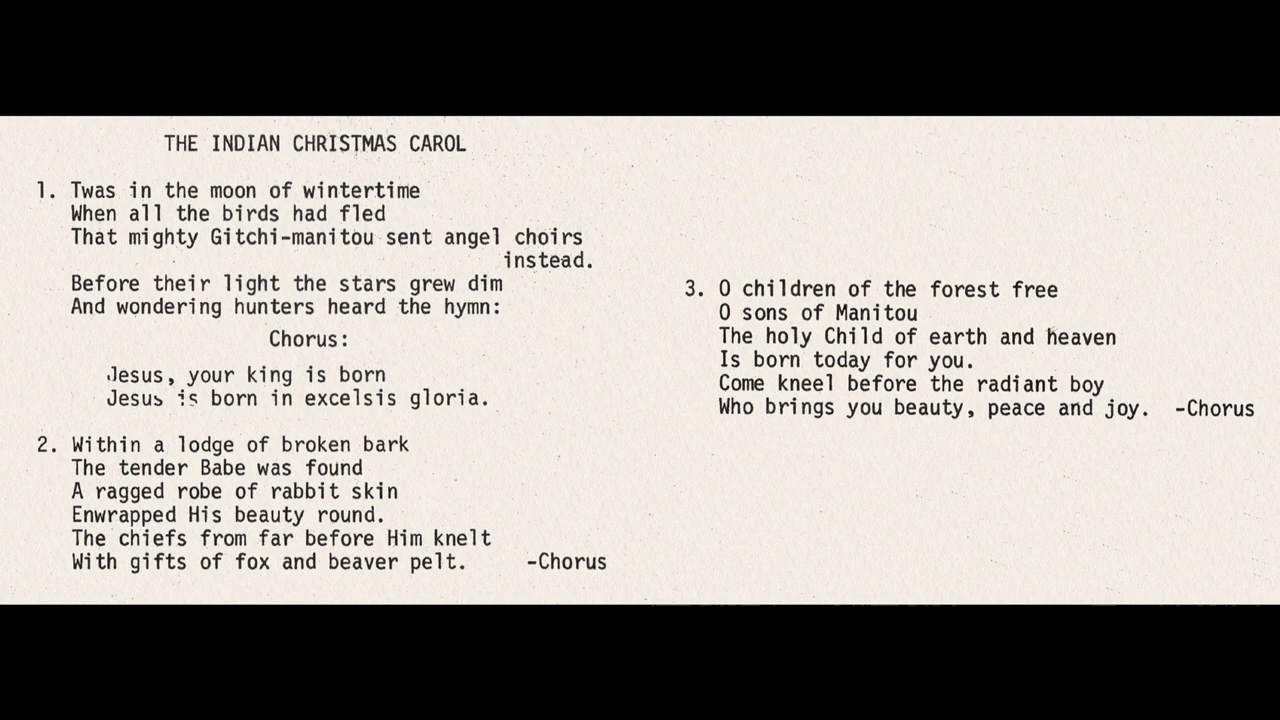 THE INDIAN CHRISTMAS CAROL
1. Twas in the moon of wintertime
When all the birds had fled
That mighty Gitchi-manitou sent angel choirs
instead.
Before their light the stars grew dim
And wondering hunters heard the hymn:
Chorus:
Jesus, your king is born
Jesus is born in excelsis gloria.
2. Within a lodge of broken bark
The tender Babe was found
A ragged robe of rabbit skin
Enwrapped His beauty round.
The chiefs from far before Him knelt
With gifts of fox and beaver pelt. -Chorus
3. O children of the forest free
O sons of Manitou
The holy Child of earth and heaven
Is born today for you.
Come kneel before the radiant boy
Who brings you beauty, peace and joy. -Chorus